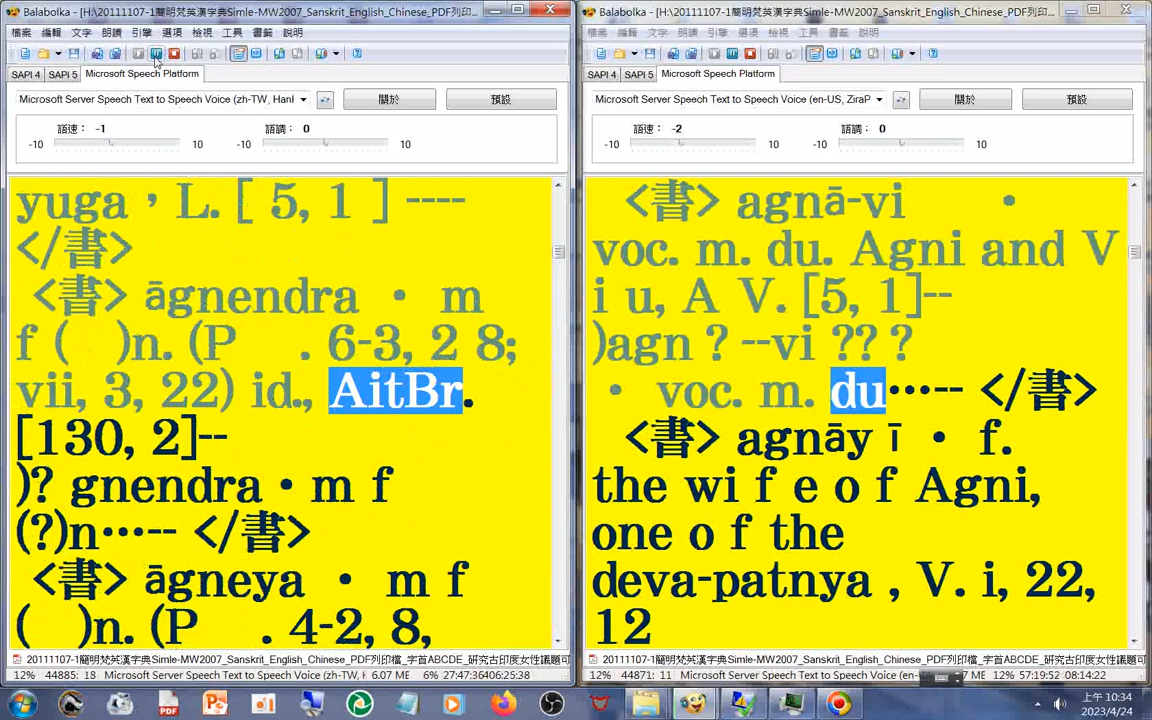 Balabolka - [H:\20111107-1簡明梵英漢字典Simle-MW2007_Sanskrit_English_Chinese_PDF列印...
檔案 編輯 文字 朗讀 引擎 選項 檢視 工具 書籤 說明
SAPI 4 SAPI 5 Microsoft Speech Platform
Microsoft Server Speech Text to Speech Voice (zh-TW, HanI 關於 預設
語速： -1 語調： 0
-10 10 -10 10
yuga，L. [ 5, 1 ] ----
</書>
<書> āgnendra • m
f ( )n. (P . 6-3, 2 8;
vii, 3, 22) id., AitBr.
[130, 2]--
)? gnendra • m f
(?)n…-- </書>
<書> āgneya • m f
( )n. (P . 4-2, 8,
20111107-1簡明梵英漢字典Simle-MW2007_Sanskrit_English_Chinese_PDF列印檔_字首ABCDE_研究古印度女性議題可
12% 44885: 18 Microsoft Server Speech Text to Speech Voice (zh-TW, H 6.07 MB 6% 27:47:36406:25:38
Balabolka - [H:\20111107-1簡明梵英漢字典Simle-MW2007_Sanskrit_English_Chinese_PDF列印...
檔案 編輯 文字 朗讀 引擎 選項 檢視 工具 書籤 說明
SAPI 4 SAPI 5 Microsoft Speech Platform
Microsoft Server Speech Text to Speech Voice (en-US, ZiraP 關於 預設
語速： -2 語調： 0
-10 10 -10 10
<書> agnā-vi •
voc. m. du. Agni and V
i u, A V. [5, 1]--
)agn ? --vi ?? ?
• voc. m. du…-- </書>
<書> agnāy ī • f.
the wi f e o f Agni,
one o f the
deva-patnya , V. i, 22,
12
20111107-1簡明梵英漢字典Simle-MW2007_Sanskrit_English_Chinese_PDF列印檔_字首ABCDE_研究古印度女性議題可
12% 44871: 11 Microsoft Server Speech Text to Speech Voice (en-u 7 ME 12% 57:19:52 08:14:22
PDF
上午 10:34
2023/4/24